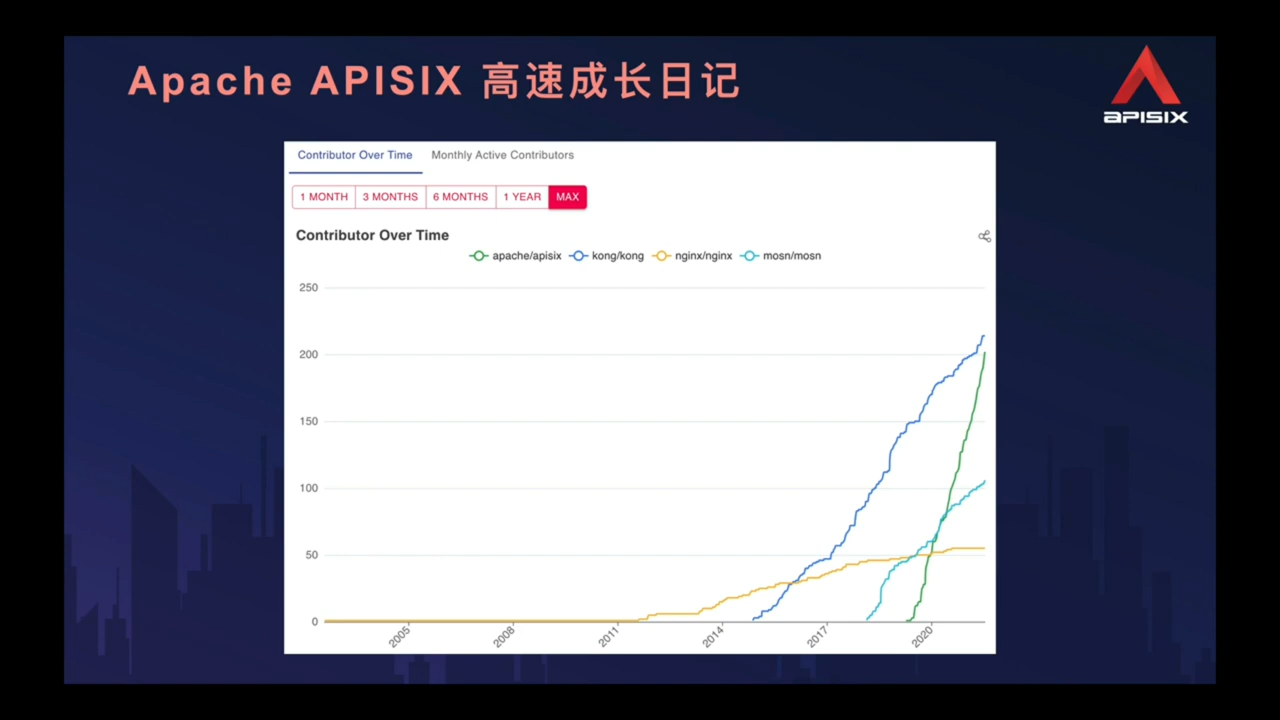 Apache APISIX 高速成长日记
APISIX
Contributor Over Time Monthly Active Contributors
1 MONTH 3 MONTHS 6 MONTHS 1 YEAR MAX
Contributor Over Time
apache/apisix kong/kong nginx/nginx mosn/mosn
250
200
150
100
50
0
2005 2008 2011 2014 2017 2020